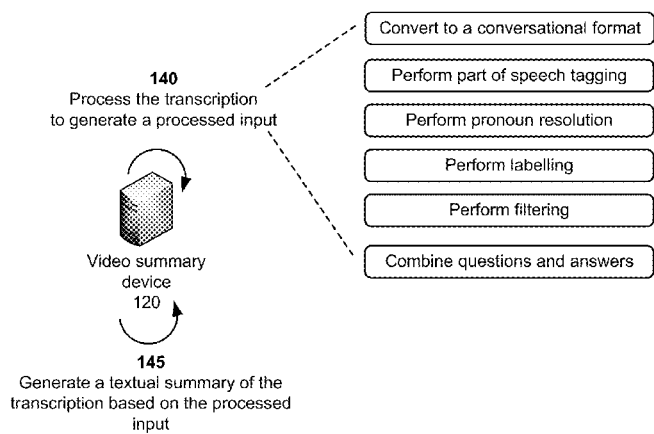 140
Process the transcription
to generate a processed input
Video summary
device
120
145
Generate a textual summary of the
transcription based on the processed
input
Convert to a conversational format
Perform part of speech tagging
Perform pronoun resolution
Perform labelling
Perform filtering
Combine questions and answers